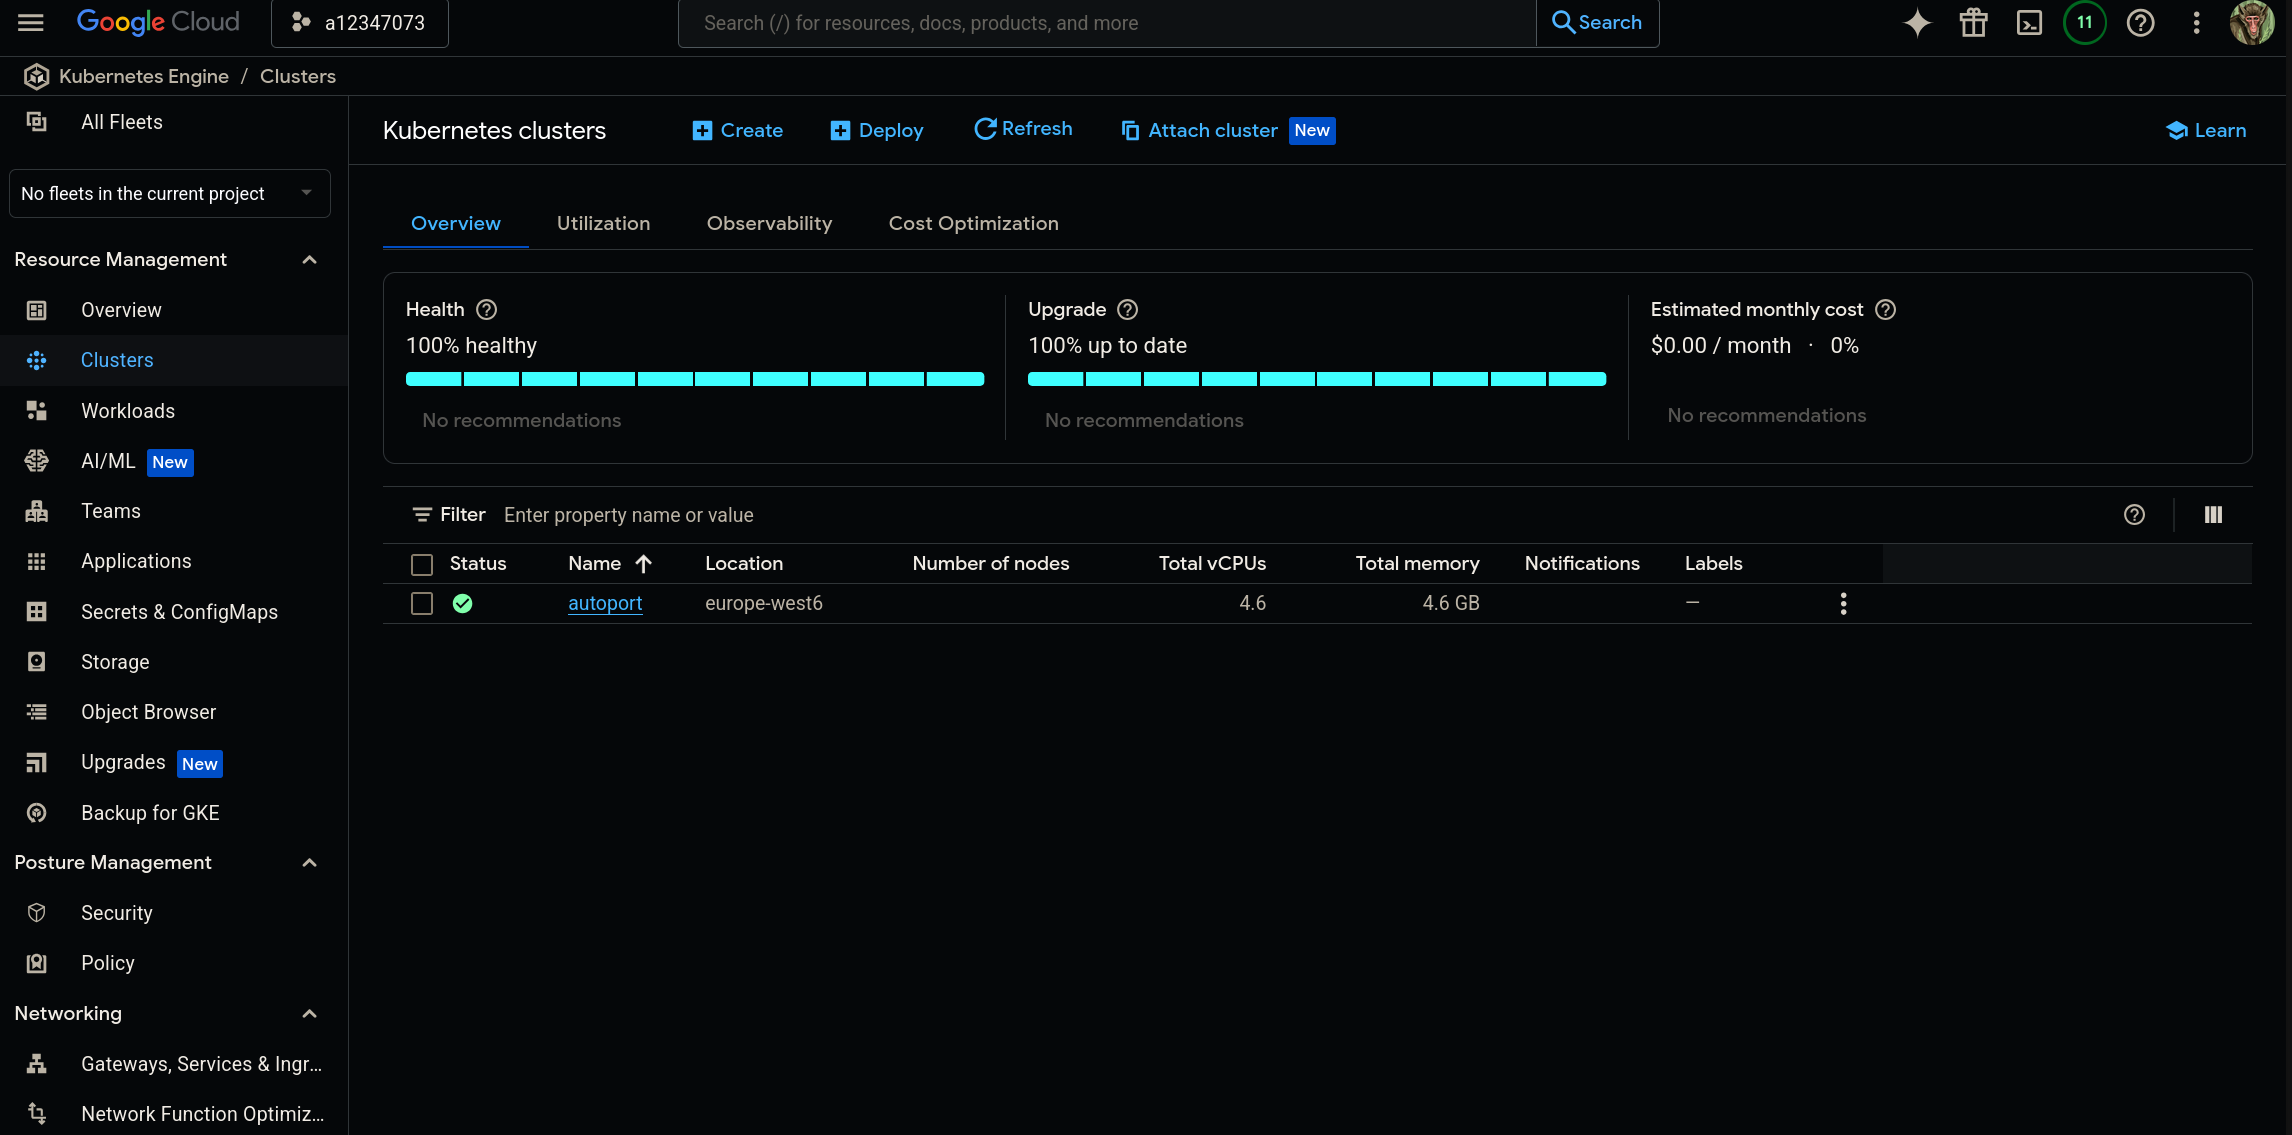 Google Cloud
a12347073
Search (/) for resources, docs, products, and more
Search
11
Kubernetes Engine / Clusters
All Fleets
No fleets in the current project
Resource Management
Overview
Clusters
Workloads
AI/ML New
Teams
Applications
Secrets & ConfigMaps
Storage
Object Browser
Upgrades New
Backup for GKE
Posture Management
Security
Policy
Networking
Gateways, Services & Ingr...
Network Function Optimiz...
Kubernetes clusters
Create
Deploy
Refresh
Attach cluster New
Learn
Overview
Utilization
Observability
Cost Optimization
Health
100% healthy
No recommendations
Upgrade
100% up to date
No recommendations
Estimated monthly cost
$0.00 / month · 0%
No recommendations
Filter Enter property name or value
Status Name Location Number of nodes Total vCPUs Total memory Notifications Labels
autoport europe-west6 4.6 4.6 GB —